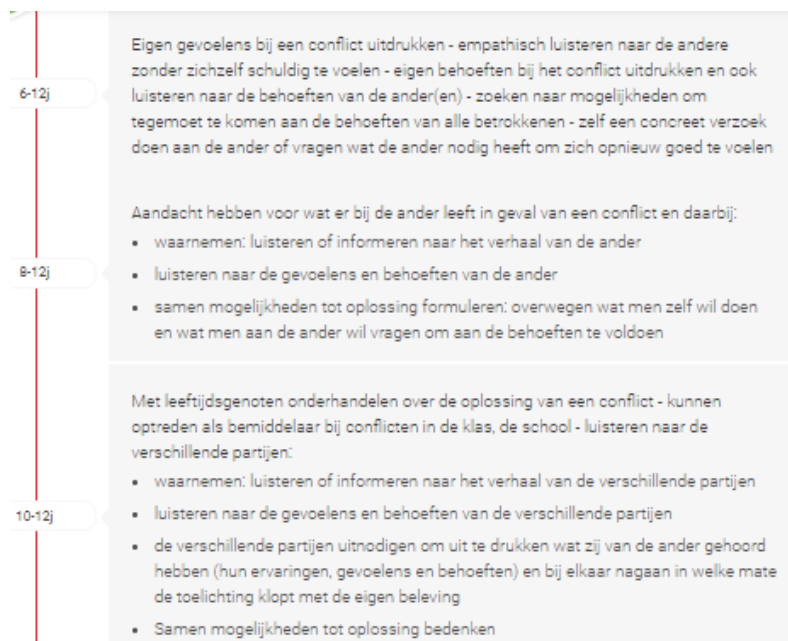 Eigen gevoelens bij een conflict uitdrukken - empathisch luisteren naar de andere
zonder zichzelf schuldig te voelen - eigen behoeften bij het conflict uitdrukken en ook
6-12j
luisteren naar de behoeften van de ander(en) - zoeken naar mogelijkheden om
tegemoet te komen aan de behoeften van alle betrokkenen - zelf een concreet verzoek
doen aan de ander of vragen wat de ander nodig heeft om zich opnieuw goed te voelen
Aandacht hebben voor wat er bij de ander leeft in geval van een conflict en daarbij:
• waarnemen: luisteren of informeren naar het verhaal van de ander
8-12j
• luisteren naar de gevoelens en behoeften van de ander
• samen mogelijkheden tot oplossing formuleren: overwegen wat men zelf wil doen
en wat men aan de ander wil vragen om aan de behoeften te voldoen
Met leeftijdsgenoten onderhandelen over de oplossing van een conflict - kunnen
optreden als bemiddelaar bij conflicten in de klas, de school - luisteren naar de
verschillende partijen:
• waarnemen: luisteren of informeren naar het verhaal van de verschillende partijen
10-12j
• luisteren naar de gevoelens en behoeften van de verschillende partijen
• de verschillende partijen uitnodigen om uit te drukken wat zij van de ander gehoord
hebben (hun ervaringen, gevoelens en behoeften) en bij elkaar nagaan in welke mate
de toelichting klopt met de eigen beleving
• Samen mogelijkheden tot oplossing bedenken